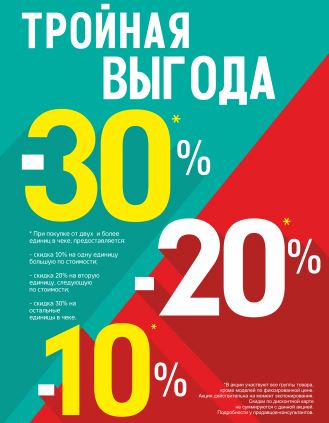 ТРОЙНАЯ
ВЫГОДА
-30*%
* При покупке от двух и более
единиц в чеке, предоставляется:
- скидка 10% на одну единицу
большую по стоимости;
- скидка 20% на вторую
единицу, следующую
по стоимости;
- скидка 30% на
остальные
единицы в чеке.
-20*%
-10*%
*В акции участвуют все группы товара,
кроме моделей по фиксированной цене.
Акция действительна на момент экспонирования.
Скидки по дисконтной карте
не суммируются с данной акцией.
Подробности у продавцов-консультантов.